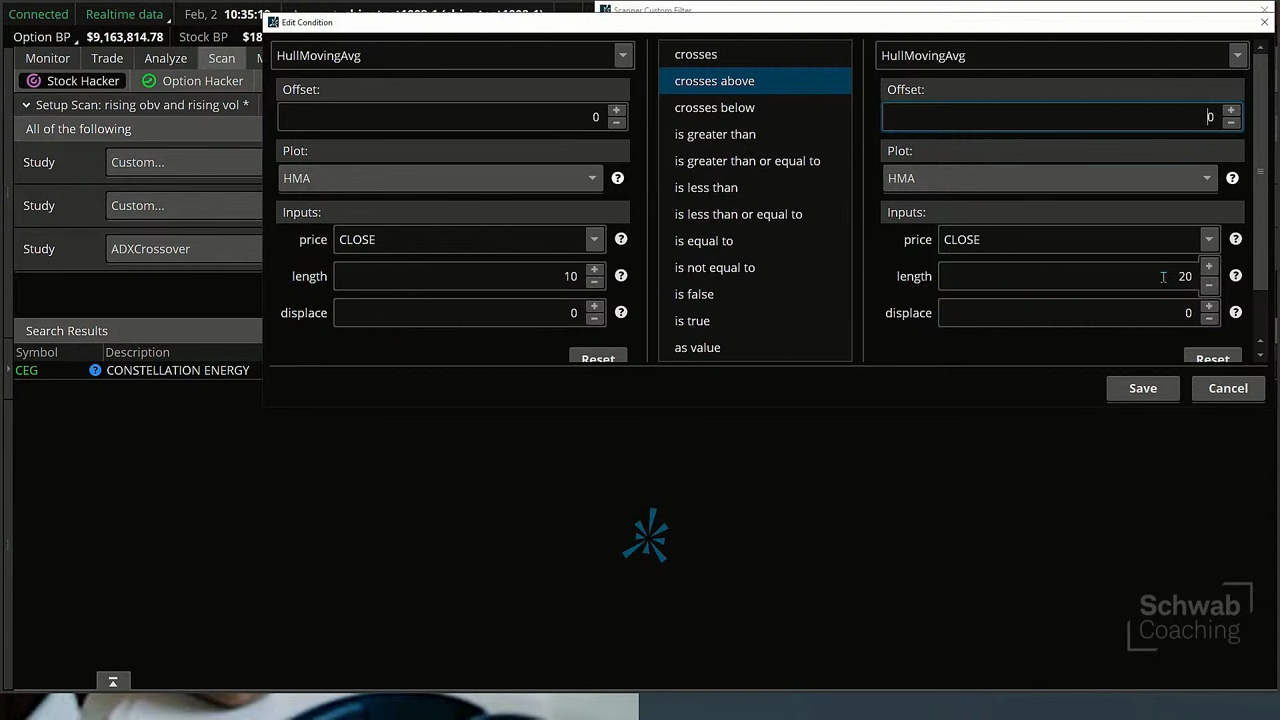 Connected
Realtime data
Feb, 2
Scanner Custom Filter
Edit Condition
Option BP
$9,163,814.78
Stock BP
Monitor
Trade
Analyze
Scan
Stock Hacker
Option Hacker
Setup Scan: rising obv and rising vol *
All of the following
Study
Custom...
Study
Custom...
Study
ADXCrossover
Search Results
Symbol
Description
CEG
CONSTELLATION ENERGY
HullMovingAvg
Offset:
0
Plot:
HMA
Inputs:
price
CLOSE
length
10
displace
0
Reset
crosses
crosses above
crosses below
is greater than
is greater than or equal to
is less than
is less than or equal to
is equal to
is not equal to
is false
is true
as value
HullMovingAvg
Offset:
0
Plot:
HMA
Inputs:
price
CLOSE
length
20
displace
0
Reset
Save
Cancel
Schwab
Coaching